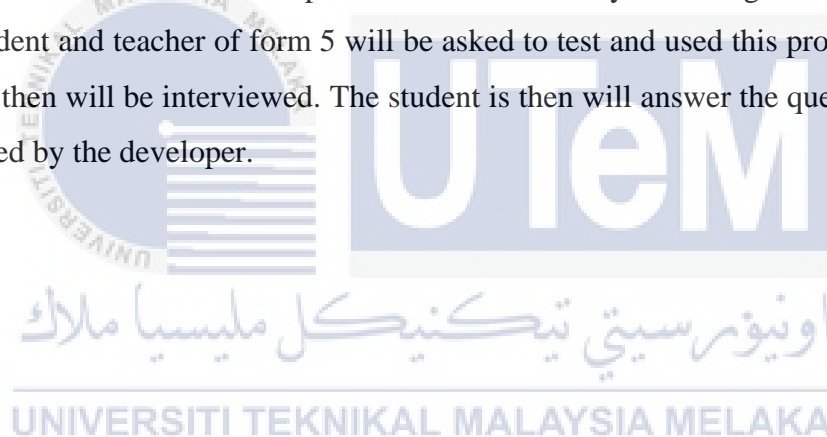 dent and teacher of form 5 will be asked to test and used this pro
then will be interviewed. The student is then will answer the que
ed by the developer.
UTeM
اونيۏرسيتي تيكنيكل مليسيا ملاك
UNIVERSITI TEKNIKAL MALAYSIA MELAKA